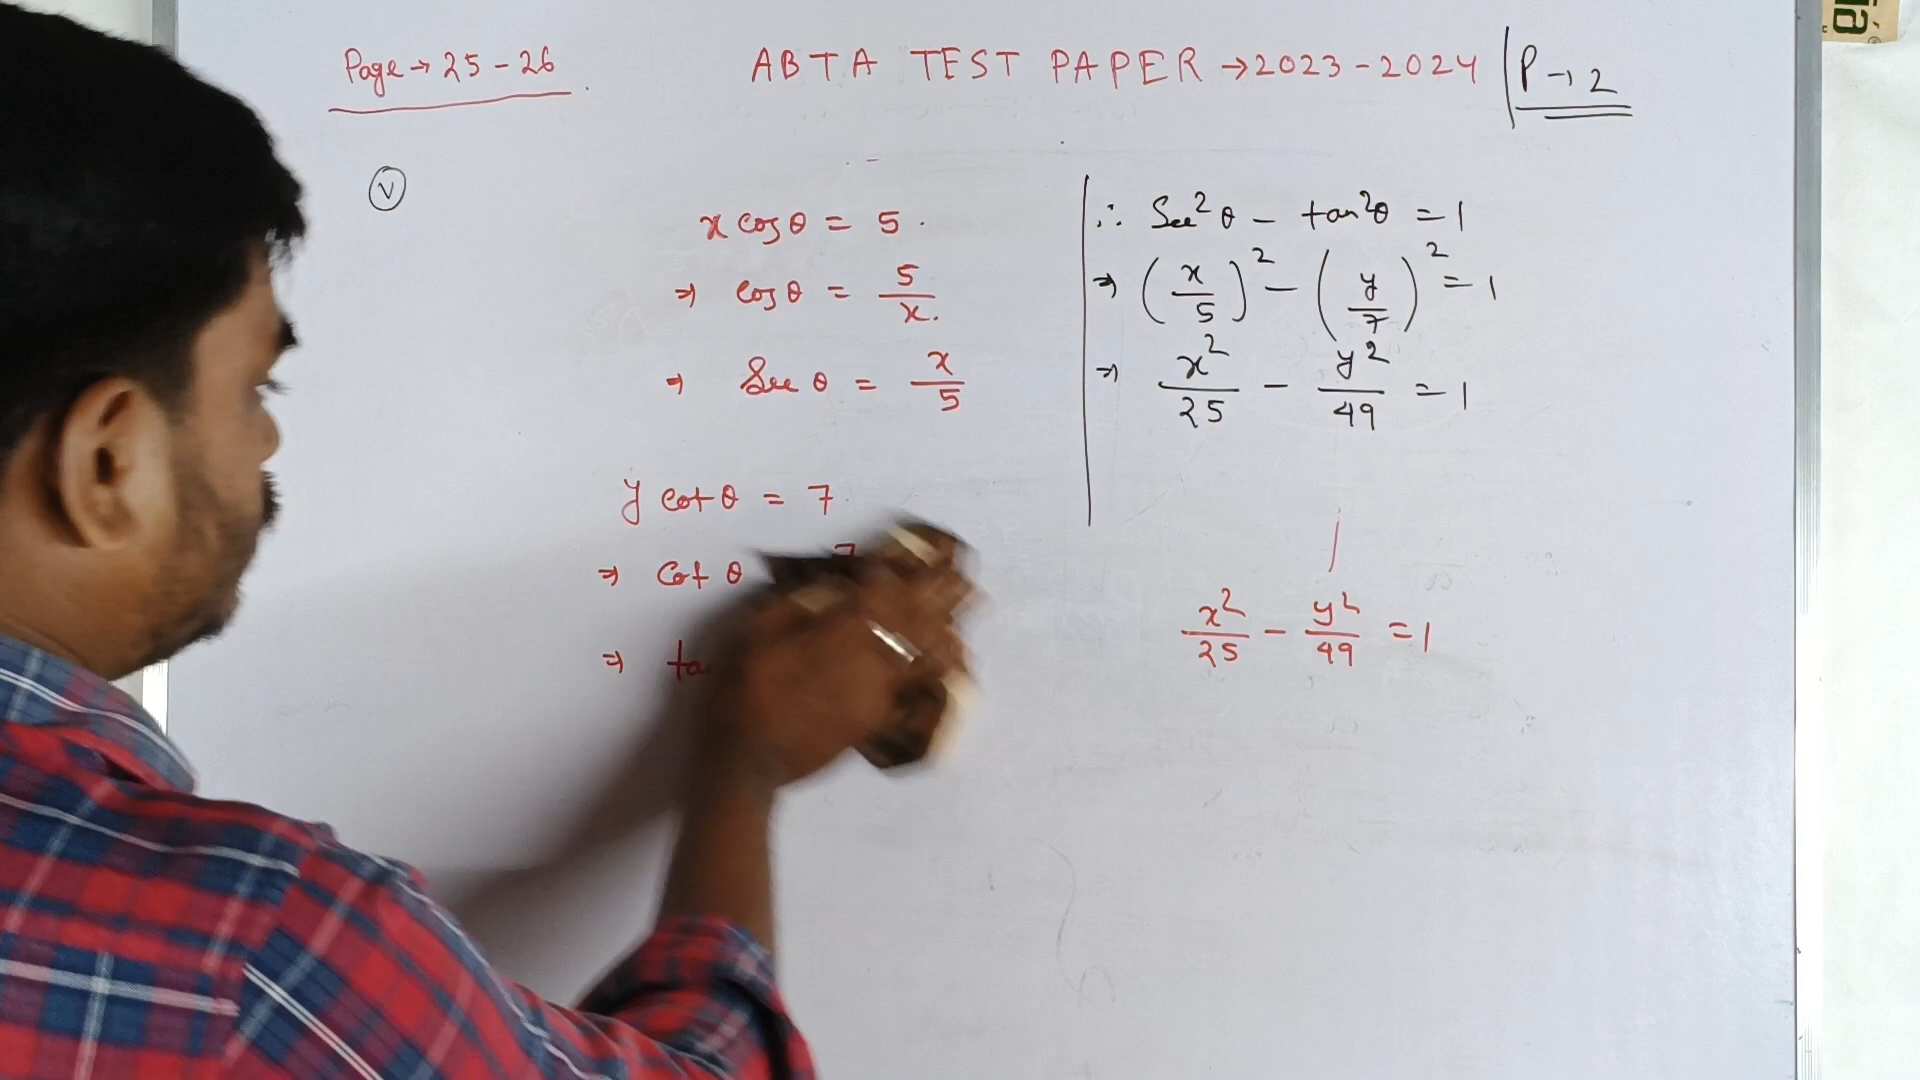 Page → 25 - 26
ABTA TEST PAPER → 2023 - 2024
P → 2
V
x cos θ = 5.
⇒ cos θ = 5/x.
⇒ Sec θ = x/5
y cot θ = 7
⇒ Cot θ 7
⇒
∴ Sec²θ - tan²θ = 1
⇒ (x/5)² - (y/7)² = 1
⇒ x²/25 - y²/49 = 1
x²/25 - y²/49 = 1